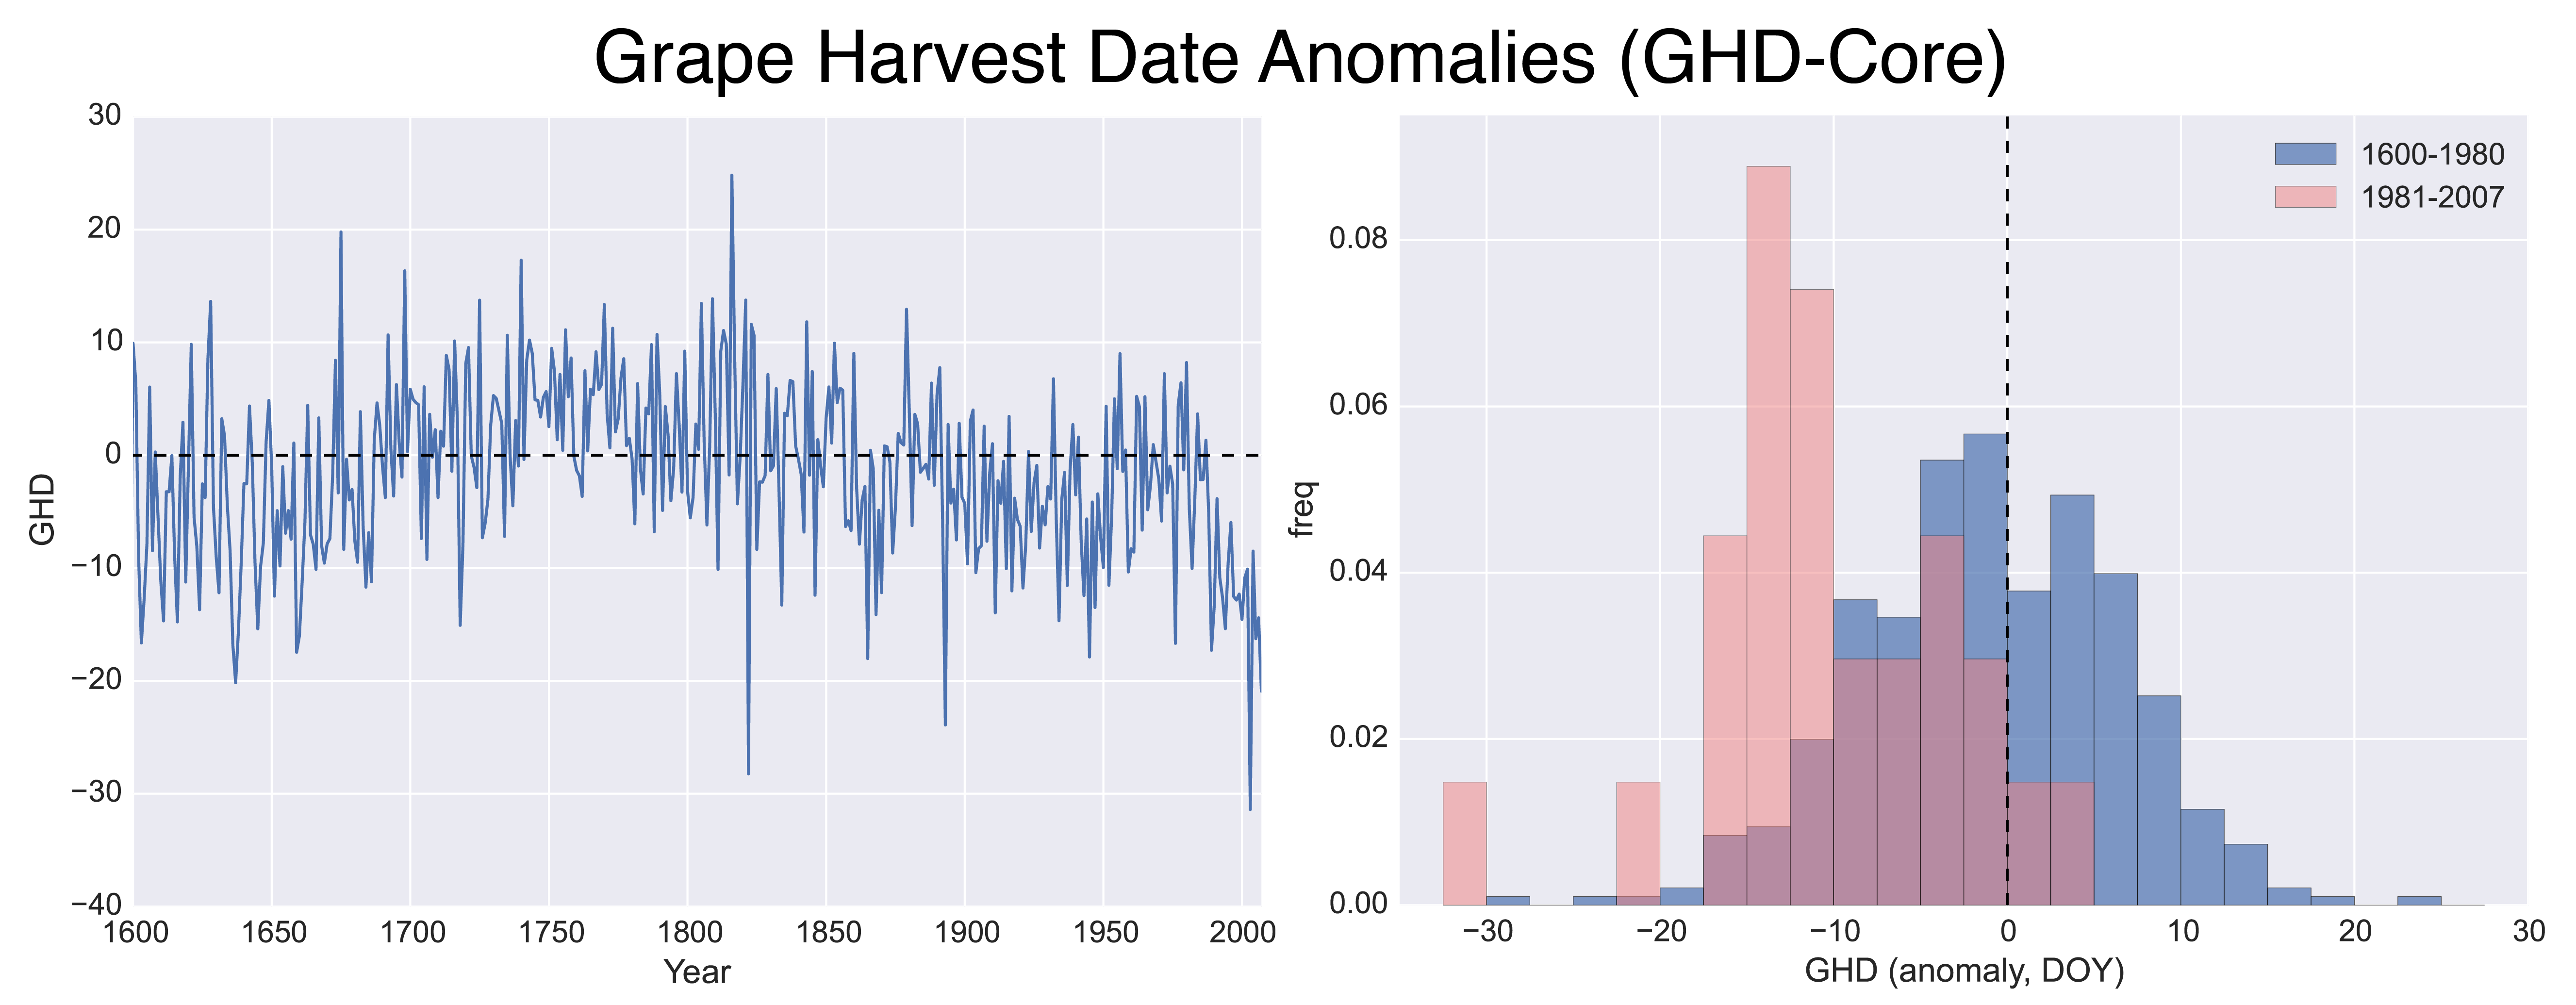 Grape Harvest Date Anomalies (GHD-Core)
30
20
10
0
−10
−20
−30
−40
GHD
1600 1650 1700 1750 1800 1850 1900 1950 2000
Year
0.08
0.06
0.04
0.02
0.00
freq
1600-1980
1981-2007
−30 −20 −10 0 10 20 30
GHD (anomaly, DOY)